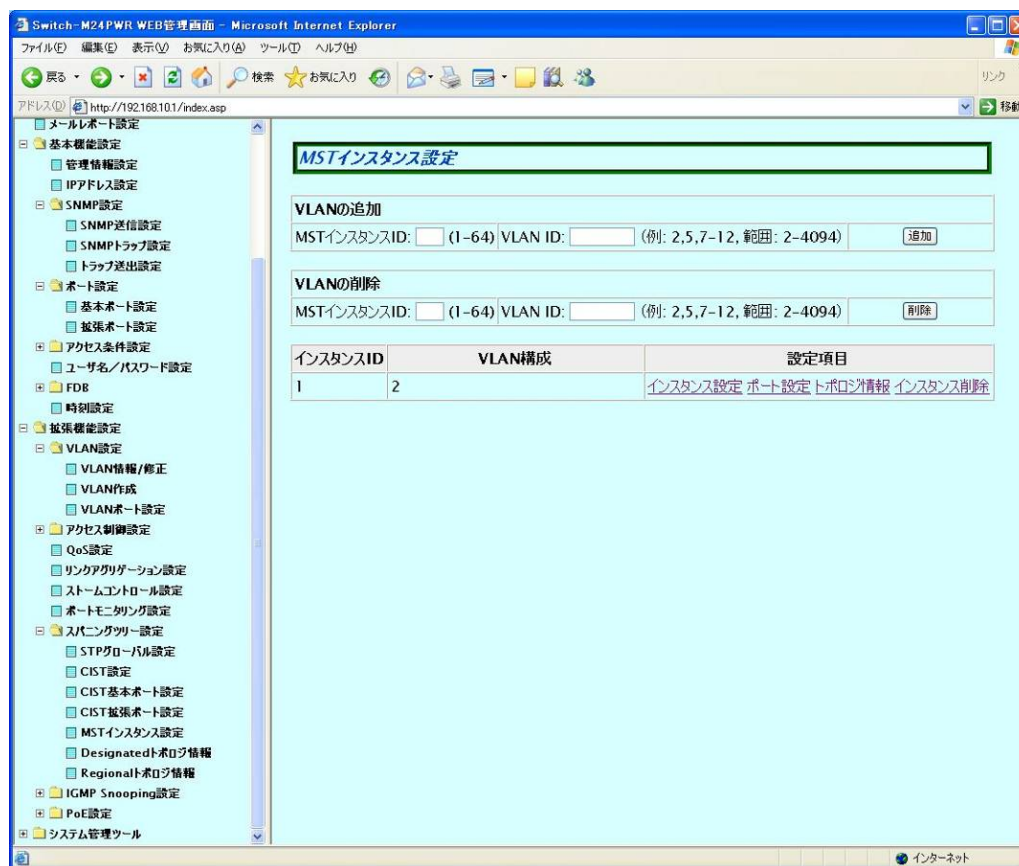 Switch-M24PWR WEB管理画面 - Microsoft Internet Explorer
ファイル(F) 編集(E) 表示(V) お気に入り(A) ツール(T) ヘルプ(H)
戻る 検索 お気に入り リンク
アドレス(D) http://192.168.10.1/index.asp 移動
メールレポート設定
基本機能設定
管理情報設定
IPアドレス設定
SNMP設定
SNMP送信設定
SNMPトラップ設定
トラップ送出設定
ポート設定
基本ポート設定
拡張ポート設定
アクセス条件設定
ユーザ名/パスワード設定
FDB
時刻設定
拡張機能設定
VLAN設定
VLAN情報/修正
VLAN作成
VLANポート設定
アクセス制御設定
QoS設定
リンクアグリゲーション設定
ストームコントロール設定
ポートモニタリング設定
スパニングツリー設定
STPグローバル設定
CIST設定
CIST基本ポート設定
CIST拡張ポート設定
MSTインスタンス設定
Designatedトポロジ情報
Regionalトポロジ情報
IGMP Snooping設定
PoE設定
システム管理ツール
MSTインスタンス設定
VLANの追加
MSTインスタンスID: (1-64) VLAN ID: (例: 2,5,7-12, 範囲: 2-4094) 追加
VLANの削除
MSTインスタンスID: (1-64) VLAN ID: (例: 2,5,7-12, 範囲: 2-4094) 削除
インスタンスID VLAN構成 設定項目
1 2 インスタンス設定 ポート設定 トポロジ情報 インスタンス削除
インターネット